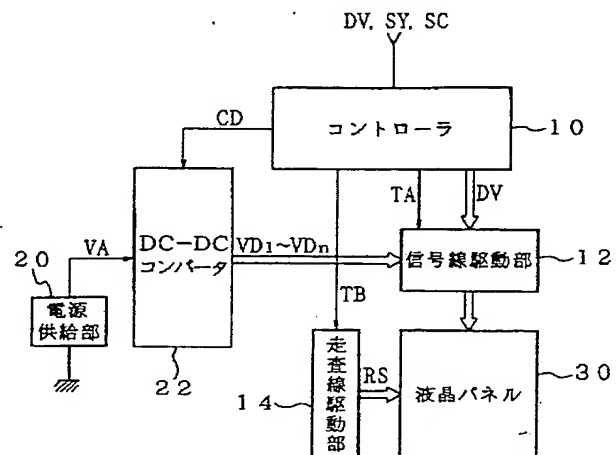 DV, SY, SC
CD
コントローラ
10
TA
DV
20
VA
DC-DC
コンバータ
VD1~VDn
信号線駆動部
12
電源
供給部
TB
22
14
走査線駆動部
RS
液晶パネル
30